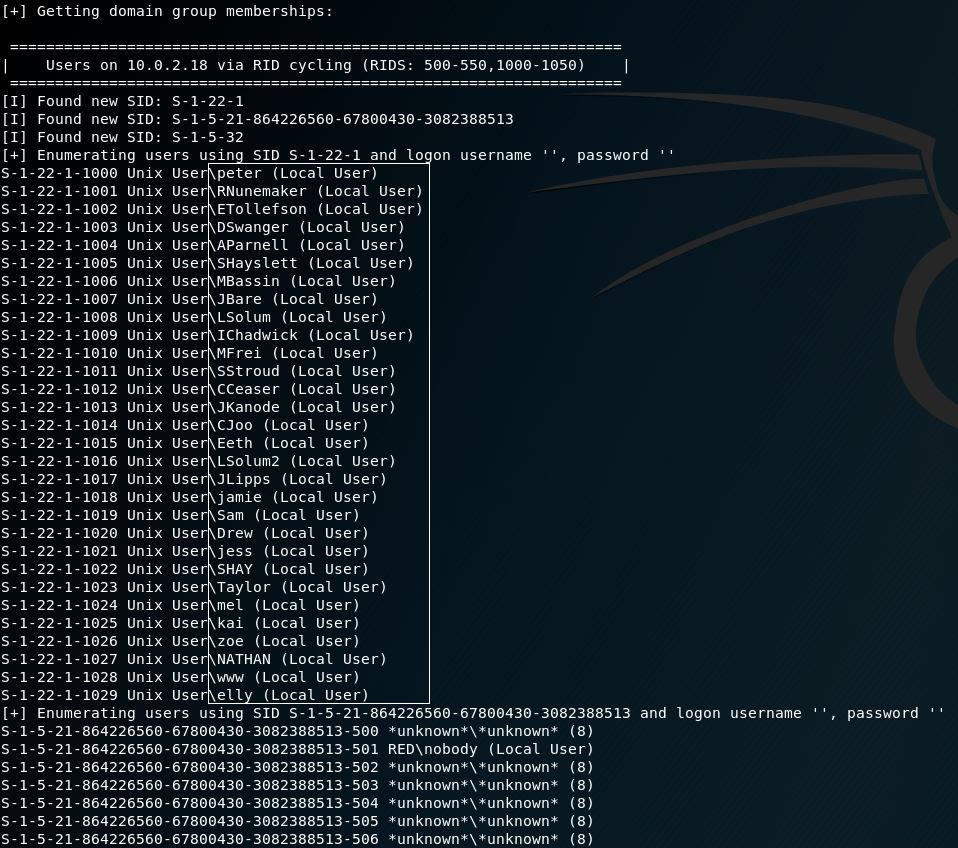 [+] Getting domain group memberships:
===================================================================
|    Users on 10.0.2.18 via RID cycling (RIDS: 500-550,1000-1050)    |
===================================================================
[I] Found new SID: S-1-22-1
[I] Found new SID: S-1-5-21-864226560-67800430-3082388513
[I] Found new SID: S-1-5-32
[+] Enumerating users using SID S-1-22-1 and logon username '', password ''
S-1-22-1-1000 Unix User\peter (Local User)
S-1-22-1-1001 Unix User\RNunemaker (Local User)
S-1-22-1-1002 Unix User\ETollefson (Local User)
S-1-22-1-1003 Unix User\DSwanger (Local User)
S-1-22-1-1004 Unix User\AParnell (Local User)
S-1-22-1-1005 Unix User\SHayslett (Local User)
S-1-22-1-1006 Unix User\MBassin (Local User)
S-1-22-1-1007 Unix User\JBare (Local User)
S-1-22-1-1008 Unix User\LSolum (Local User)
S-1-22-1-1009 Unix User\IChadwick (Local User)
S-1-22-1-1010 Unix User\MFrei (Local User)
S-1-22-1-1011 Unix User\SStroud (Local User)
S-1-22-1-1012 Unix User\CCeaser (Local User)
S-1-22-1-1013 Unix User\JKanode (Local User)
S-1-22-1-1014 Unix User\CJoo (Local User)
S-1-22-1-1015 Unix User\Eeth (Local User)
S-1-22-1-1016 Unix User\LSolum2 (Local User)
S-1-22-1-1017 Unix User\JLipps (Local User)
S-1-22-1-1018 Unix User\jamie (Local User)
S-1-22-1-1019 Unix User\Sam (Local User)
S-1-22-1-1020 Unix User\Drew (Local User)
S-1-22-1-1021 Unix User\jess (Local User)
S-1-22-1-1022 Unix User\SHAY (Local User)
S-1-22-1-1023 Unix User\Taylor (Local User)
S-1-22-1-1024 Unix User\mel (Local User)
S-1-22-1-1025 Unix User\kai (Local User)
S-1-22-1-1026 Unix User\zoe (Local User)
S-1-22-1-1027 Unix User\NATHAN (Local User)
S-1-22-1-1028 Unix User\www (Local User)
S-1-22-1-1029 Unix User\elly (Local User)
[+] Enumerating users using SID S-1-5-21-864226560-67800430-3082388513 and logon username '', password ''
S-1-5-21-864226560-67800430-3082388513-500 *unknown*\*unknown* (8)
S-1-5-21-864226560-67800430-3082388513-501 RED\nobody (Local User)
S-1-5-21-864226560-67800430-3082388513-502 *unknown*\*unknown* (8)
S-1-5-21-864226560-67800430-3082388513-503 *unknown*\*unknown* (8)
S-1-5-21-864226560-67800430-3082388513-504 *unknown*\*unknown* (8)
S-1-5-21-864226560-67800430-3082388513-505 *unknown*\*unknown* (8)
S-1-5-21-864226560-67800430-3082388513-506 *unknown*\*unknown* (8)